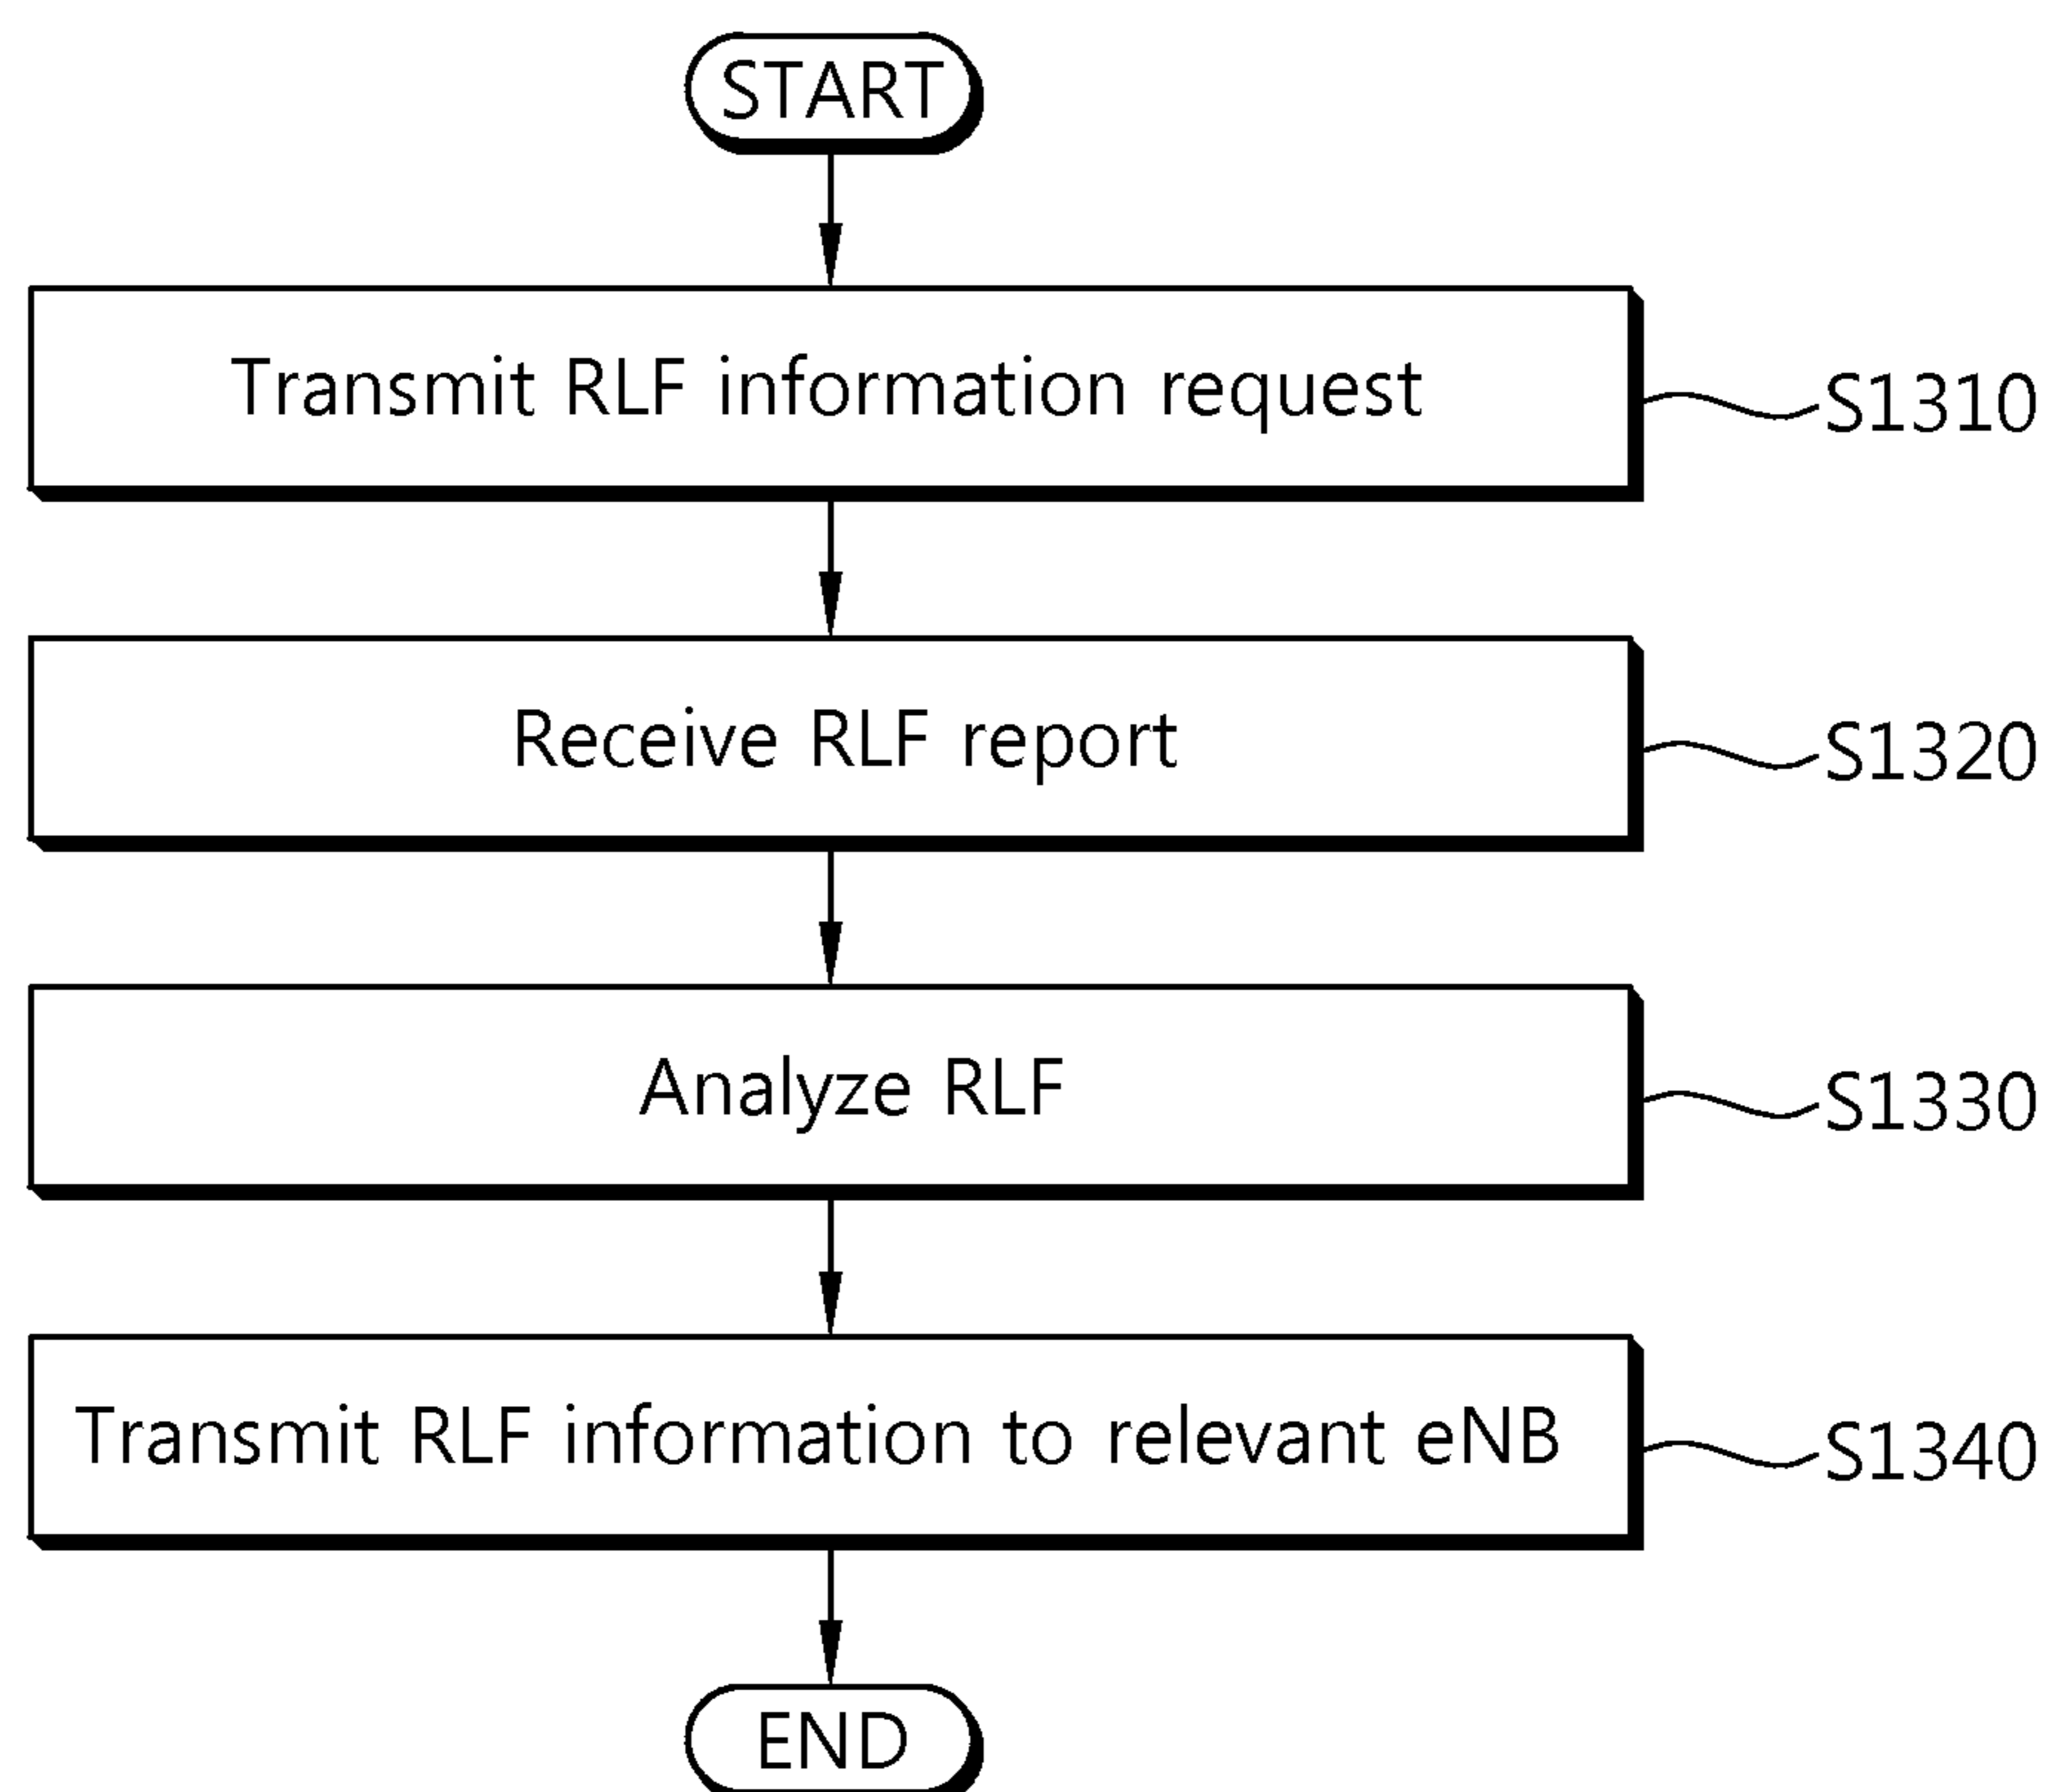 START
Transmit RLF information request
S1310
Receive RLF report
S1320
Analyze RLF
S1330
Transmit RLF information to relevant eNB
S1340
END